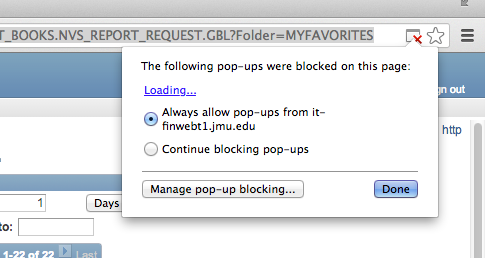 T_BOOKS.NVS_REPORT_REQUEST.GBL?Folder=MYFAVORITES
The following pop-ups were blocked on this page:
Loading...
gn out
Always allow pop-ups from it-
finwebt1.jmu.edu
http
Continue blocking pop-ups
Manage pop-up blocking...
Done
1
Days
to:
1-22 of 22
Last